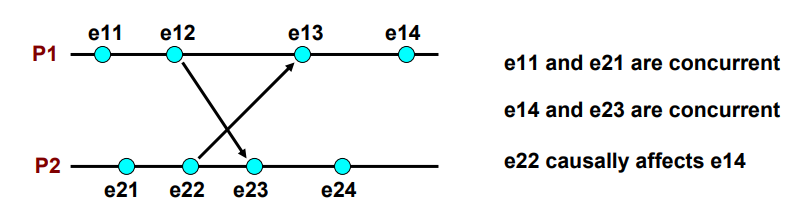 e11 e12 e13 e14
P1
e11 and e21 are concurrent
e14 and e23 are concurrent
P2
e22 causally affects e14
e21 e22 e23 e24